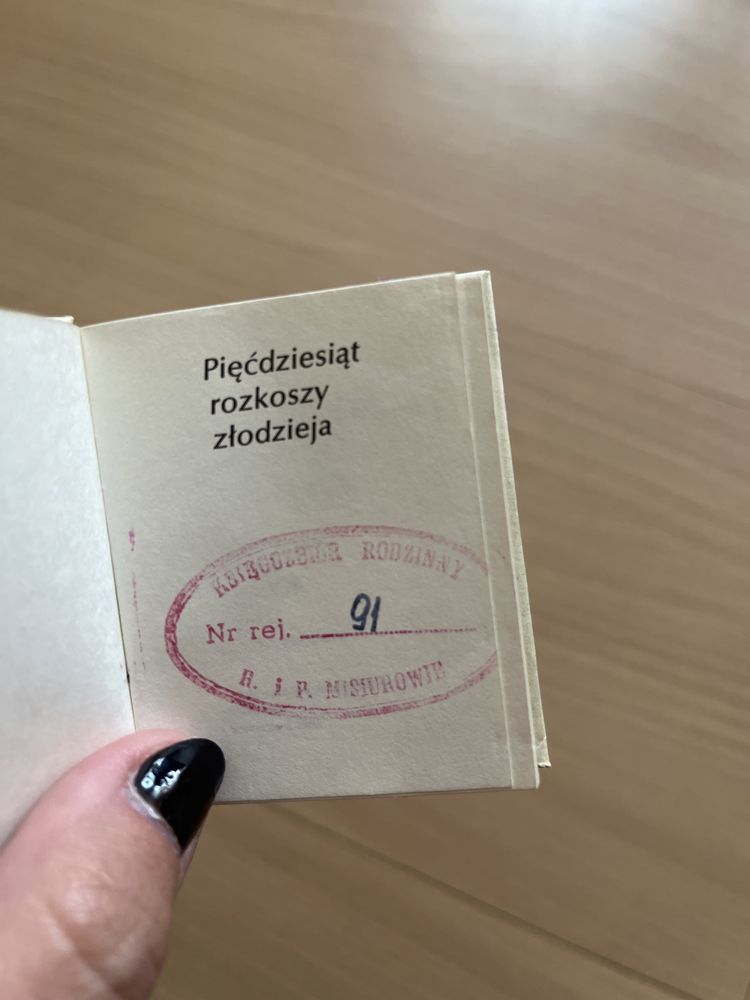 Pięćdziesiąt
rozkoszy
złodzieja
KSIĘGOZBIÓR RODZINNY
Nr rej. 91
R. i P. MISIUROWIE